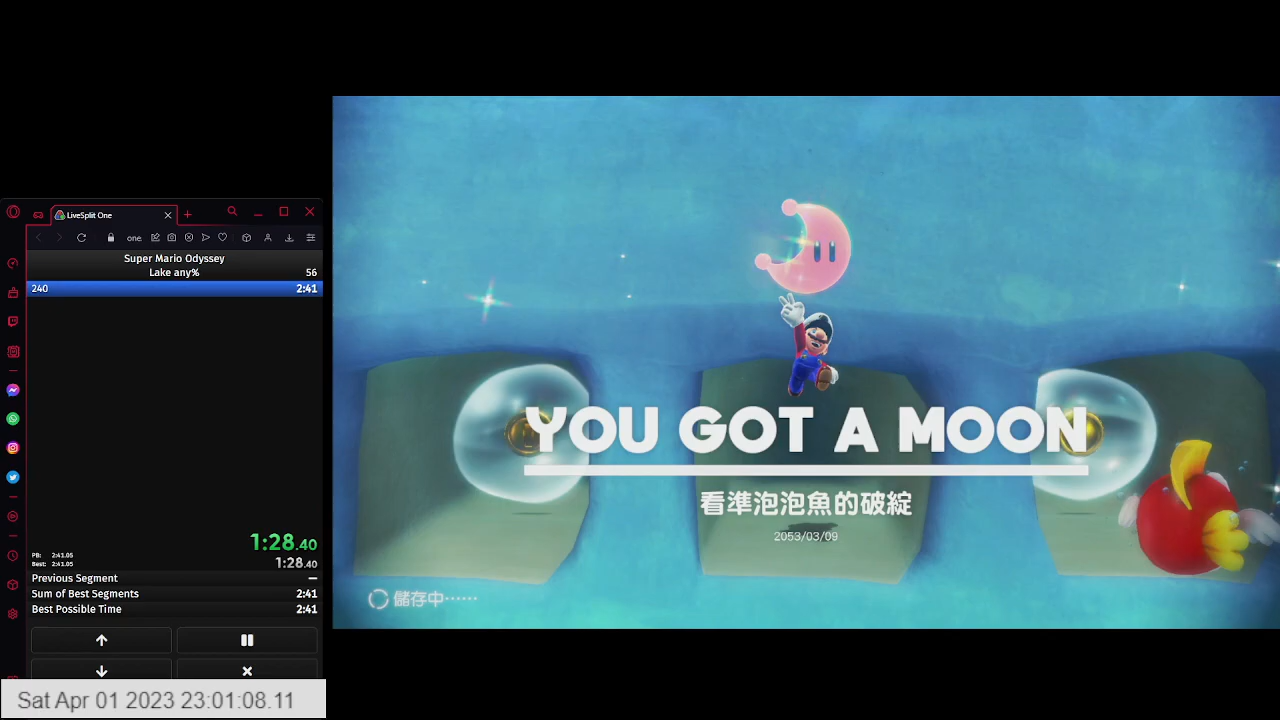 LiveSplit One
one.
Super Mario Odyssey
Lake any% 56
240 2:41
1:28.40
PB: 2:41.05
Best: 2:41.05
1:28.40
Previous Segment —
Sum of Best Segments 2:41
Best Possible Time 2:41
Sat Apr 01 2023 23:01:08.11
YOU GOT A MOON
看準泡泡魚的破綻
2053/03/09
儲存中……